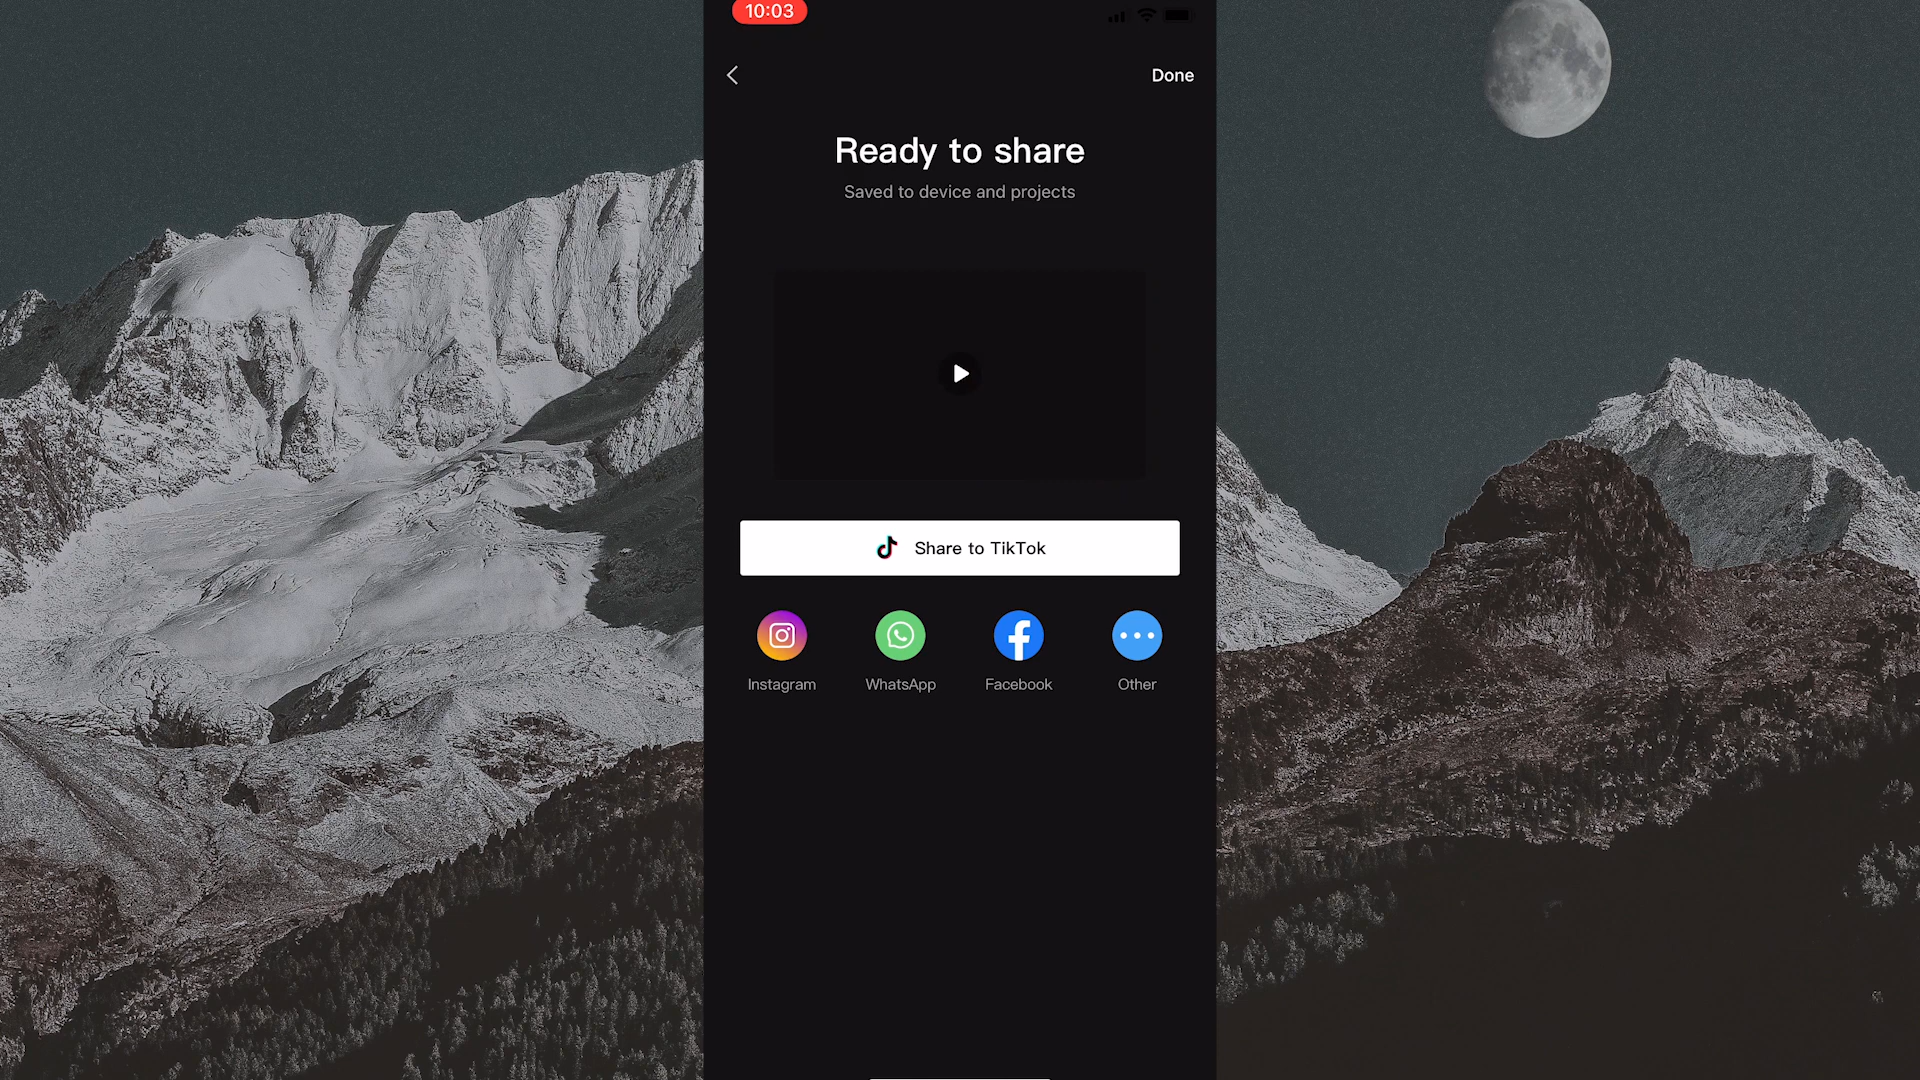 10:03
Done
Ready to share
Saved to device and projects
Share to TikTok
Instagram
WhatsApp
Facebook
Other